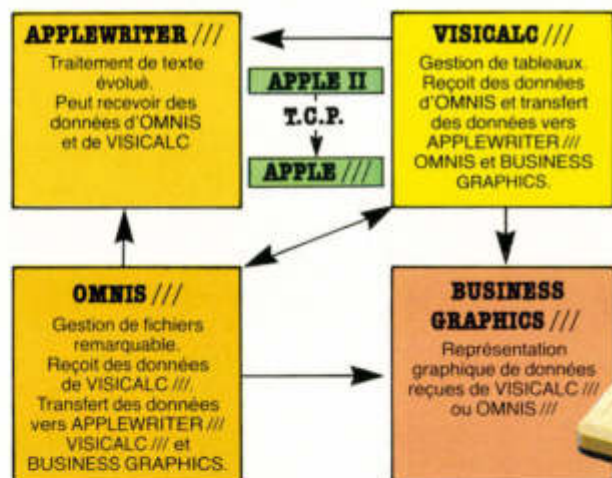 APPLEWRITER ///
Traitement de texte
évolué.
Peut recevoir des
données d'OMNIS
et de VISICALC
APPLE II
T.C.P.
APPLE ///
VISICALC ///
Gestion de tableaux.
Reçoit des données
d'OMNIS et transfert
des données vers
APPLEWRITER ///
OMNIS et BUSINESS
GRAPHICS.
OMNIS ///
Gestion de fichiers
remarquable.
Reçoit des données
de VISICALC ///.
Transfert des données
vers APPLEWRITER ///
VISICALC /// et
BUSINESS GRAPHICS.
BUSINESS
GRAPHICS ///
Représentation
graphique de données
reçues de VISICALC ///
ou OMNIS ///